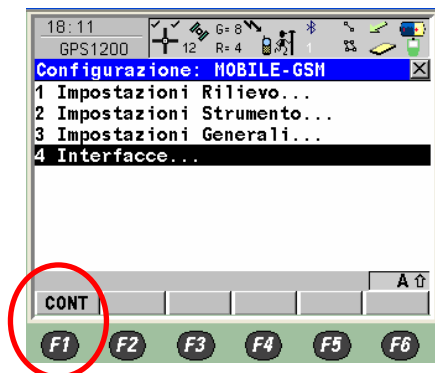 18:11
GPS1200
12
G= 8
R= 4
1
Configurazione: MOBILE-GSM
1 Impostazioni Rilievo...
2 Impostazioni Strumento...
3 Impostazioni Generali...
4 Interfacce...
A
CONT
F1 F2 F3 F4 F5 F6